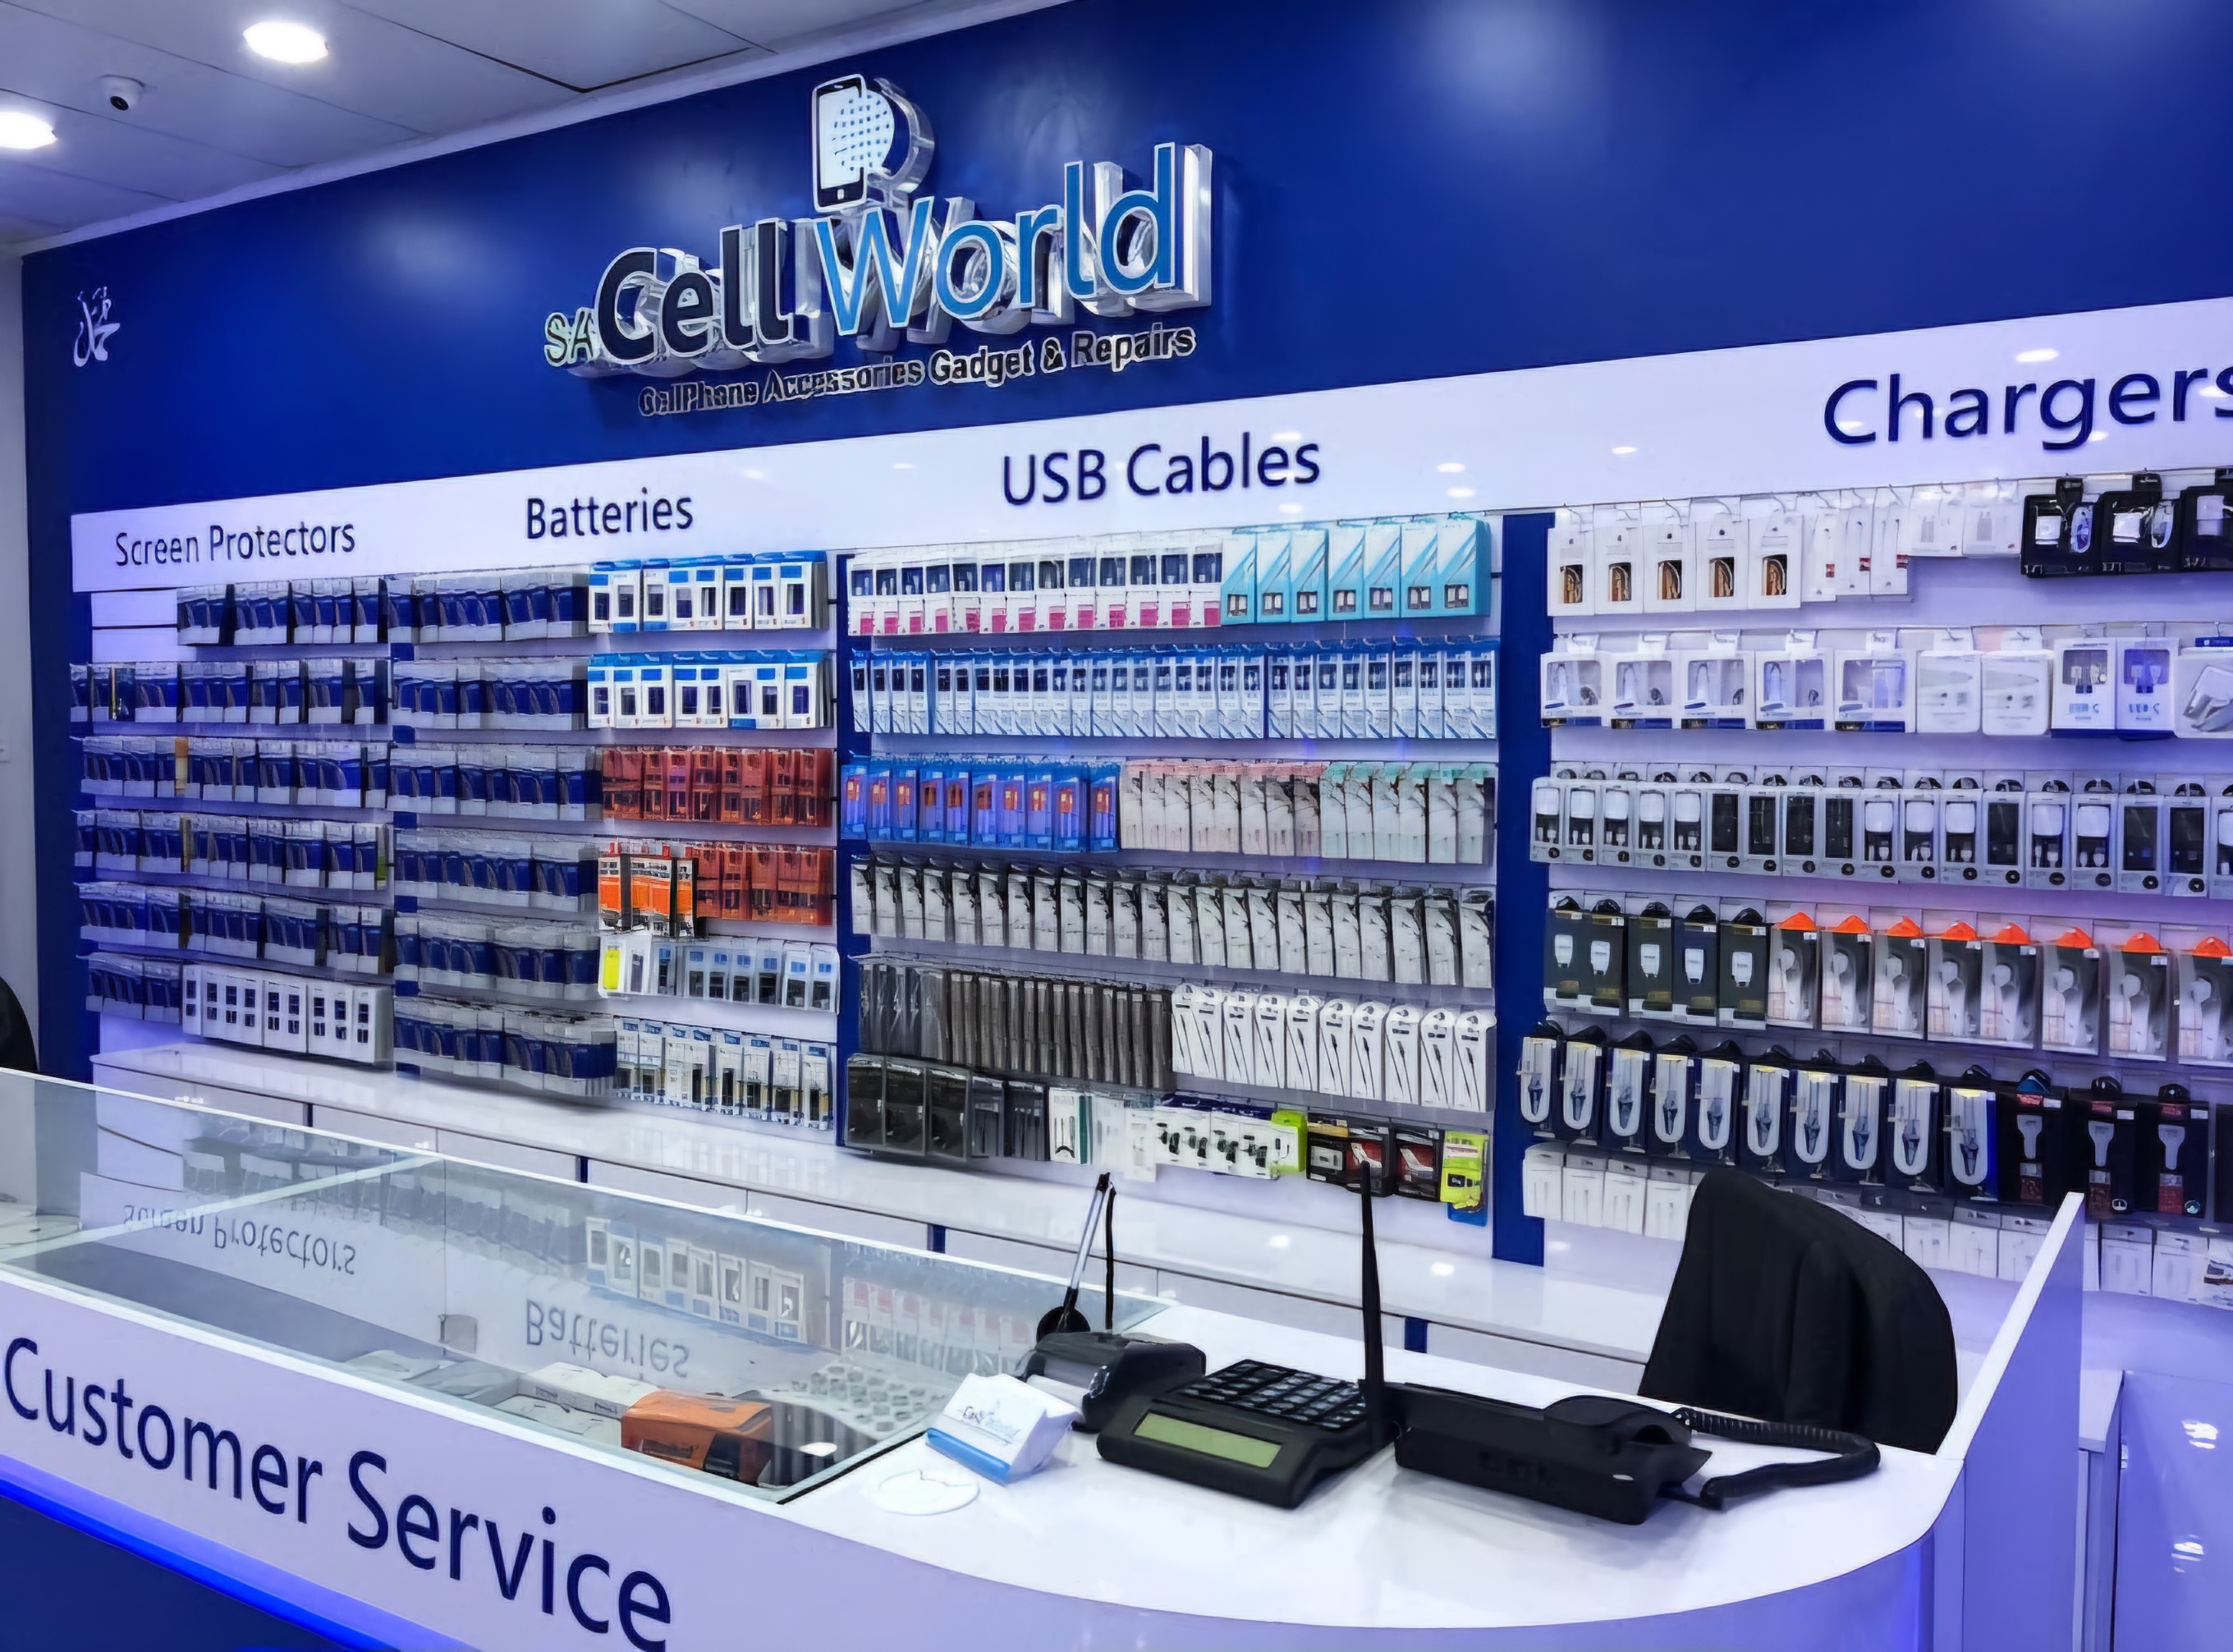 SA Cell World
CellPhone Accessories Gadget & Repairs
Chargers
USB Cables
Batteries
Screen Protectors
Customer Service